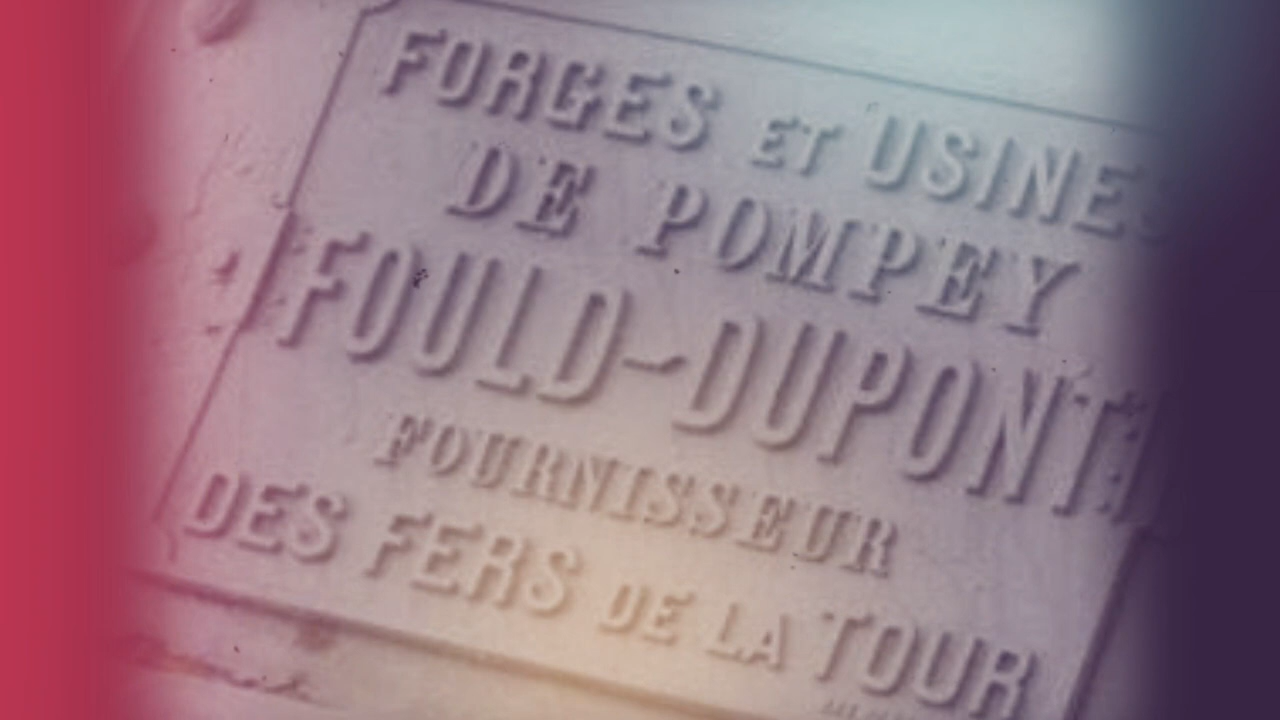 FORGES ET USINES
DE POMPEY
FOULD-DUPONT
FOURNISSEUR
DES FERS DE LA TOUR